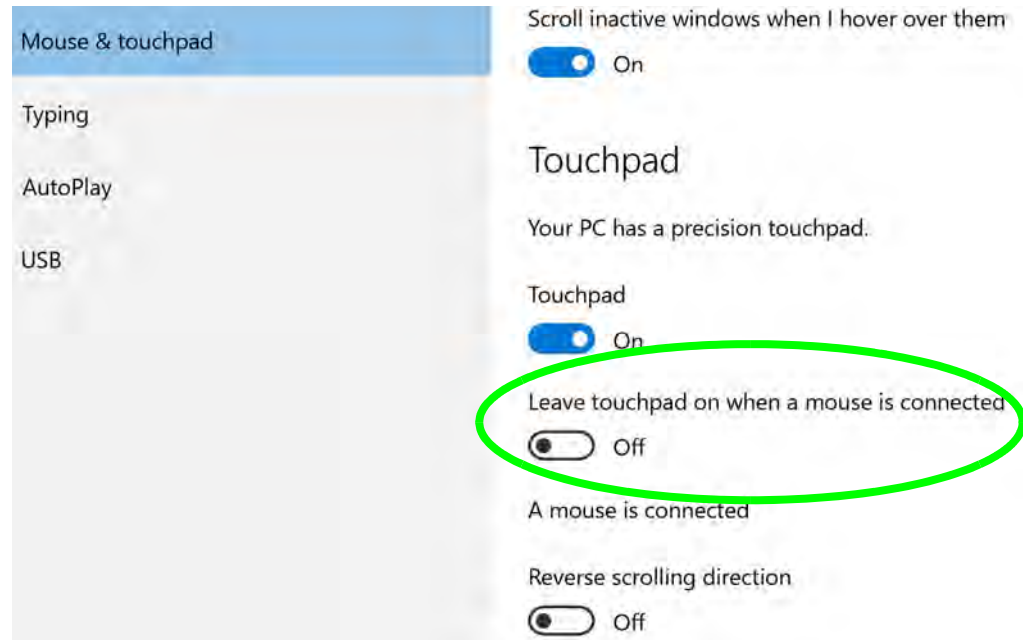 Mouse & touchpad
Typing
AutoPlay
USB
Scroll inactive windows when I hover over them
On
Touchpad
Your PC has a precision touchpad.
Touchpad
On
Leave touchpad on when a mouse is connected
Off
A mouse is connected
Reverse scrolling direction
Off